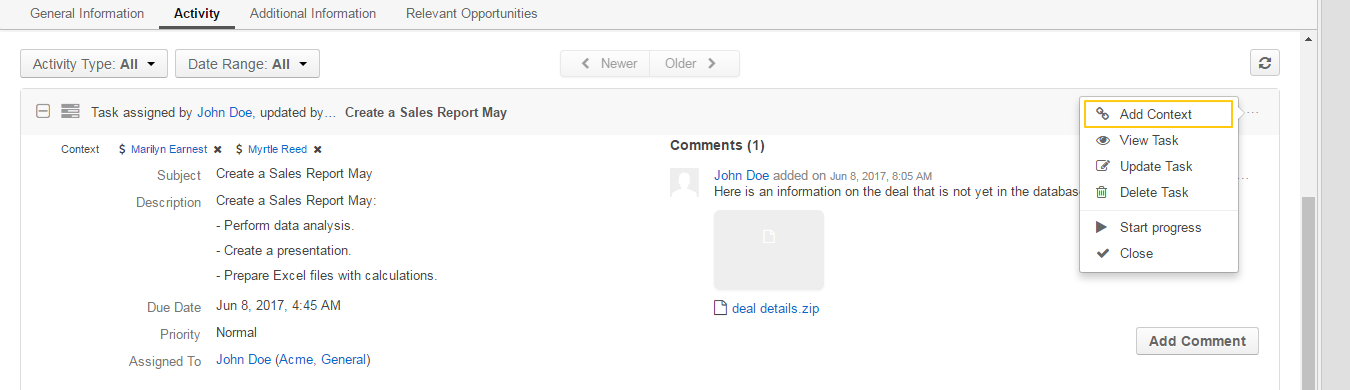 General Information Activity Additional Information Relevant Opportunities
Activity Type: All Date Range: All Newer Older
Task assigned by John Doe, updated by… Create a Sales Report May ...
Context $ Marilyn Earnest × $ Myrtle Reed ×
Subject Create a Sales Report May
Description Create a Sales Report May:
- Perform data analysis.
- Create a presentation.
- Prepare Excel files with calculations.
Due Date Jun 8, 2017, 4:45 AM
Priority Normal
Assigned To John Doe (Acme, General)
Comments (1)
John Doe added on Jun 8, 2017, 8:05 AM ...
Here is an information on the deal that is not yet in the database
deal details.zip
Add Comment
Add Context
View Task
Update Task
Delete Task
Start progress
Close